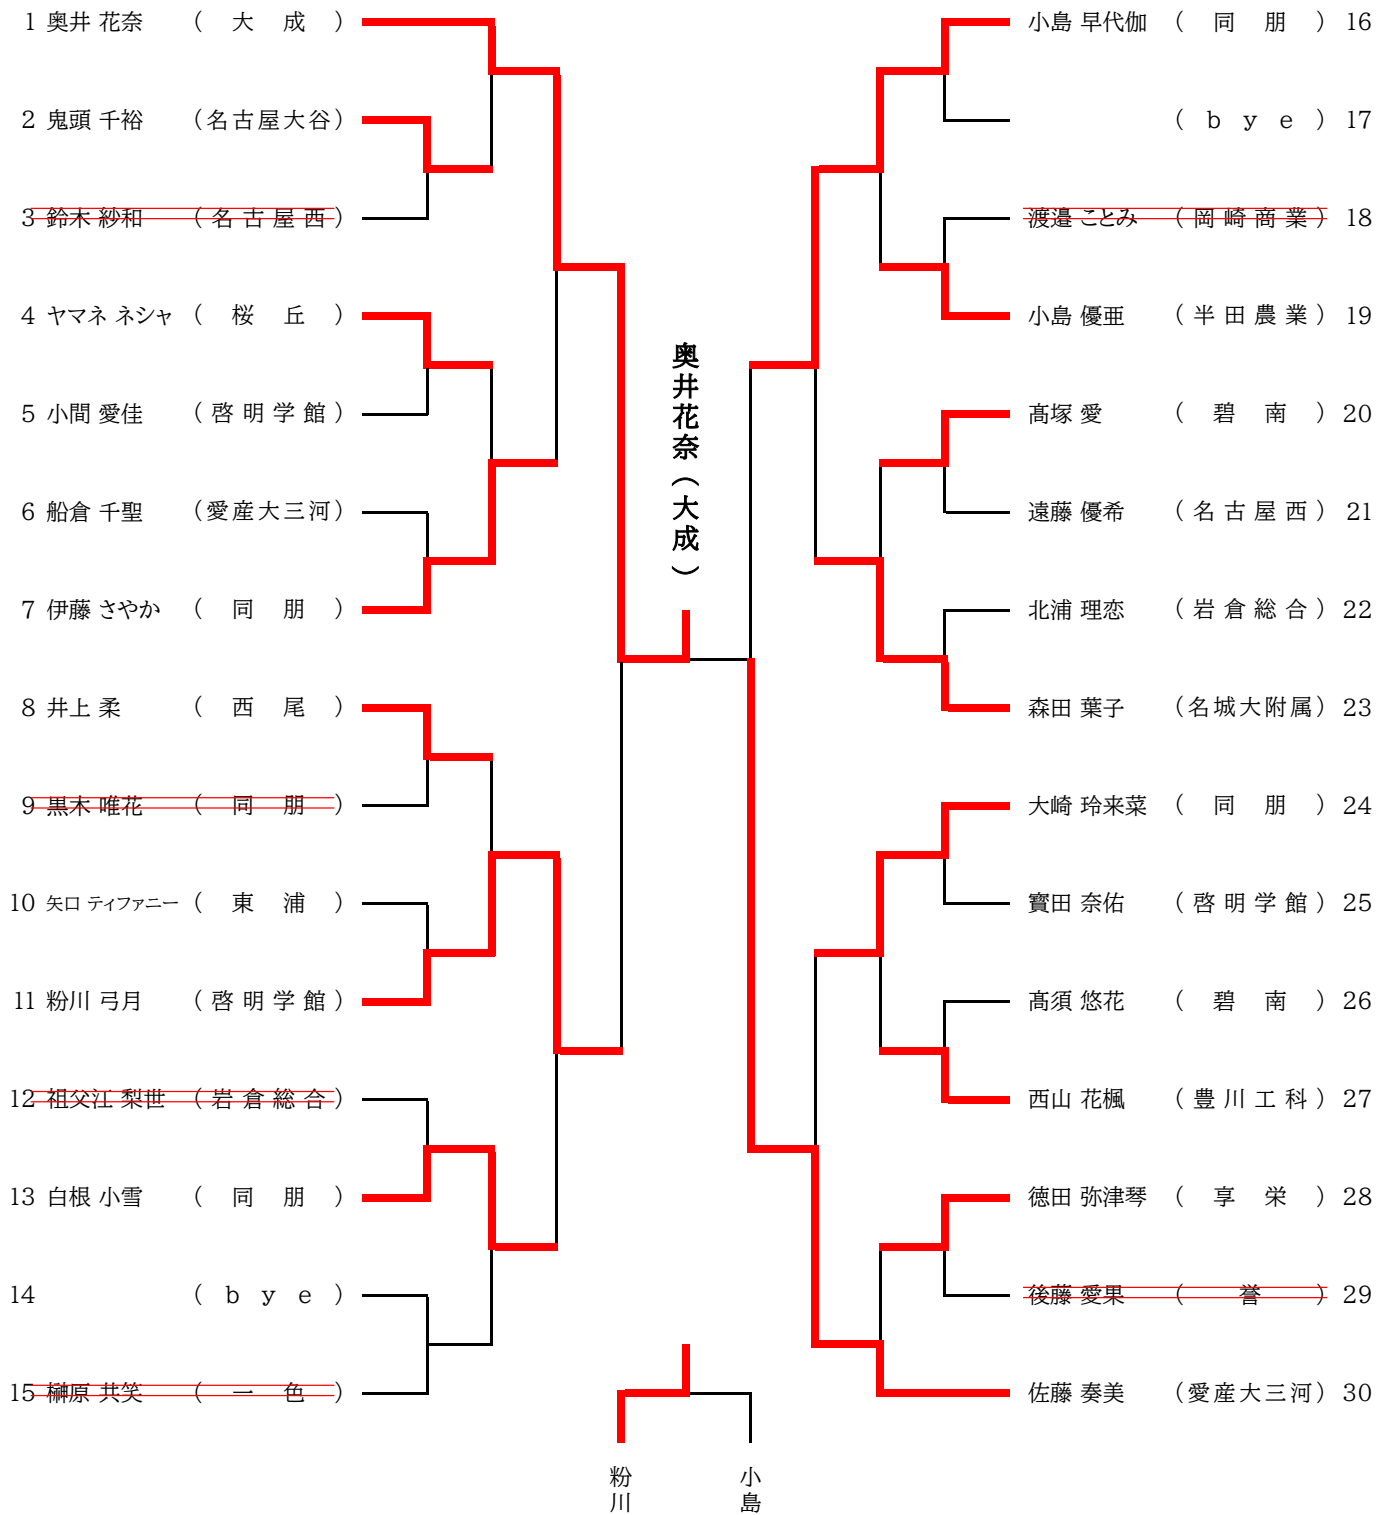 1 奥井 花奈 （ 大 成 ）
2 鬼頭 千裕 （名古屋大谷）
3 鈴木 紗和 （名古屋西）
4 ヤマネ ネシャ （ 桜 丘 ）
5 小間 愛佳 （啓明学館）
6 船倉 千聖 （愛産大三河）
7 伊藤 さやか （ 同 朋 ）
8 井上 柔 （ 西 尾 ）
9 黒木 唯花 （ 同 朋 ）
10 矢口 ティファニー （ 東 浦 ）
11 粉川 弓月 （啓明学館）
12 祖父江 梨世 （岩倉総合）
13 白根 小雪 （ 同 朋 ）
14 （ b y e ）
15 榊原 共笑 （ 一 色 ）
奥井花奈（大成）
粉川
小島
小島 早代伽 （ 同 朋 ） 16
（ b y e ） 17
渡邉 ことみ （岡崎商業） 18
小島 優亜 （半田農業） 19
髙塚 愛 （ 碧 南 ） 20
遠藤 優希 （名古屋西） 21
北浦 理恋 （岩倉総合） 22
森田 葉子 （名城大附属） 23
大崎 玲来菜 （ 同 朋 ） 24
寳田 奈佑 （啓明学館） 25
髙須 悠花 （ 碧 南 ） 26
西山 花楓 （豊川工科） 27
徳田 弥津琴 （ 享 栄 ） 28
後藤 愛果 （ 誉 ） 29
佐藤 奏美 （愛産大三河） 30